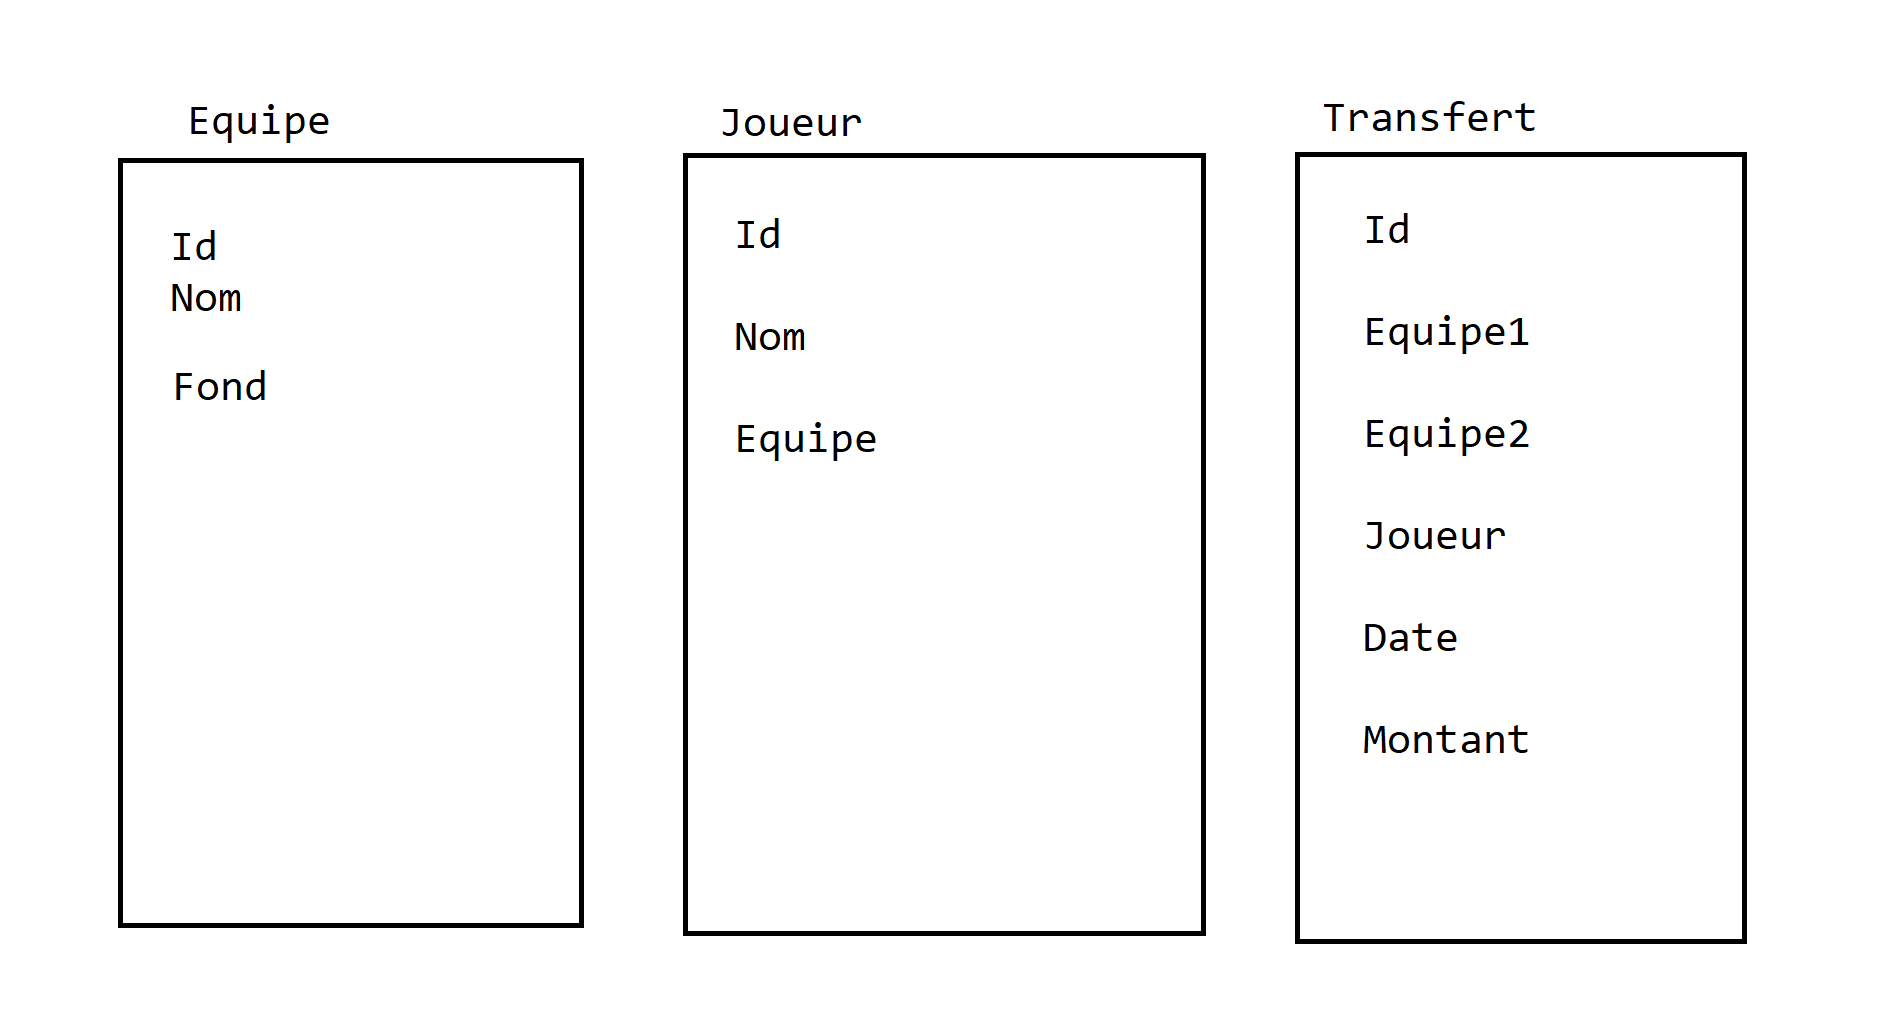 Equipe
Id
Nom
Fond
Joueur
Id
Nom
Equipe
Transfert
Id
Equipe1
Equipe2
Joueur
Date
Montant